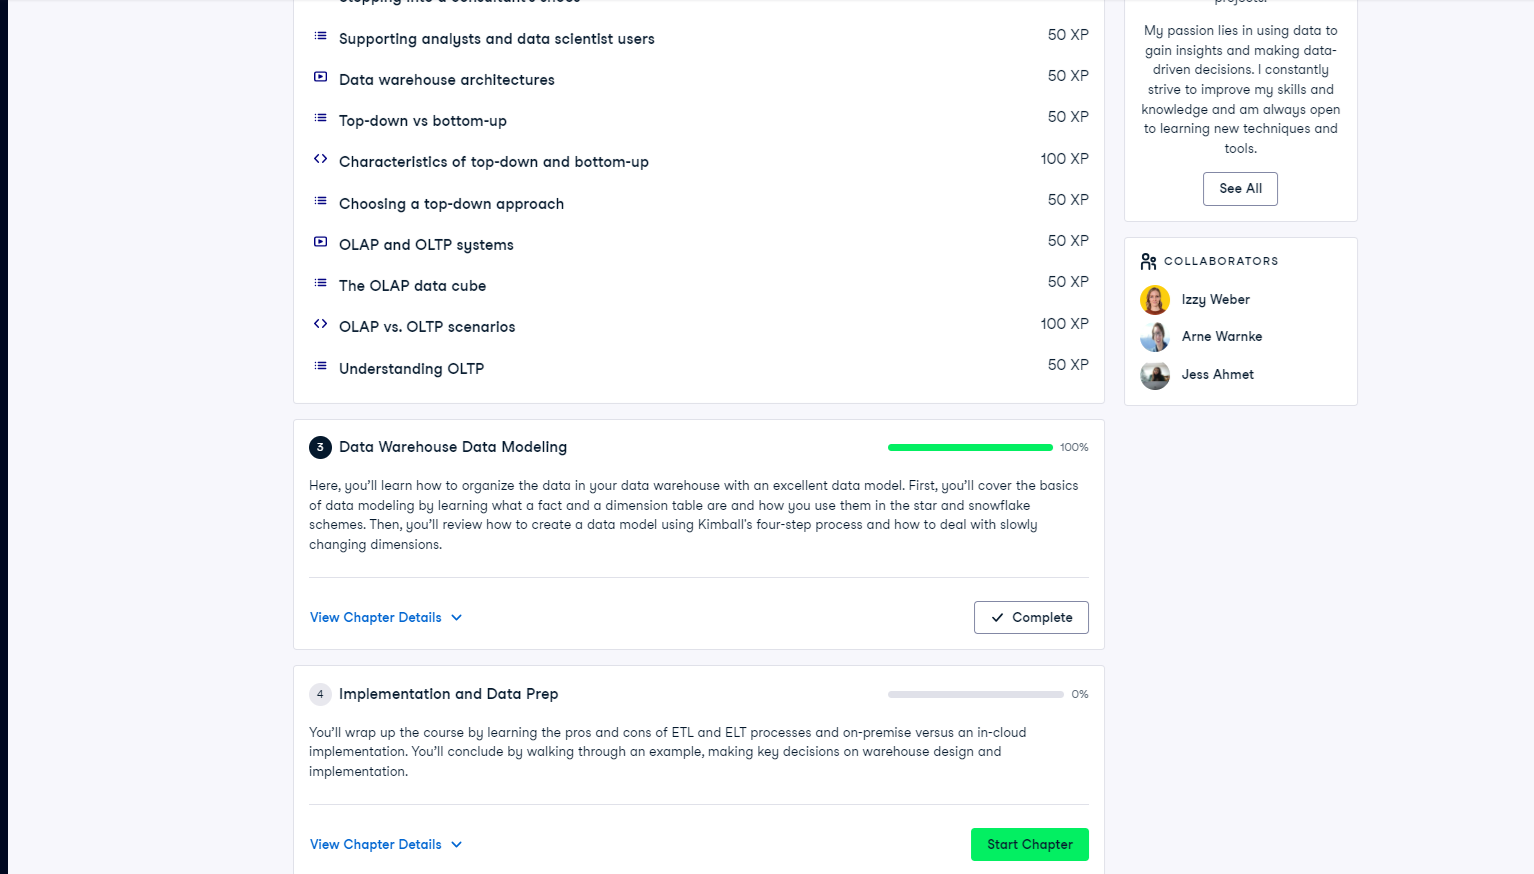 Stepping into a consultant's shoes
Supporting analysts and data scientist users
50 XP
Data warehouse architectures
50 XP
Top-down vs bottom-up
50 XP
Characteristics of top-down and bottom-up
100 XP
Choosing a top-down approach
50 XP
OLAP and OLTP systems
50 XP
The OLAP data cube
50 XP
OLAP vs. OLTP scenarios
100 XP
Understanding OLTP
50 XP
3
Data Warehouse Data Modeling
100%
Here, you’ll learn how to organize the data in your data warehouse with an excellent data model. First, you’ll cover the basics
of data modeling by learning what a fact and a dimension table are and how you use them in the star and snowflake
schemes. Then, you’ll review how to create a data model using Kimball's four-step process and how to deal with slowly
changing dimensions.
View Chapter Details
Complete
4
Implementation and Data Prep
0%
You’ll wrap up the course by learning the pros and cons of ETL and ELT processes and on-premise versus an in-cloud
implementation. You’ll conclude by walking through an example, making key decisions on warehouse design and
implementation.
View Chapter Details
Start Chapter
projects.
My passion lies in using data to
gain insights and making data-
driven decisions. I constantly
strive to improve my skills and
knowledge and am always open
to learning new techniques and
tools.
See All
COLLABORATORS
Izzy Weber
Arne Warnke
Jess Ahmet